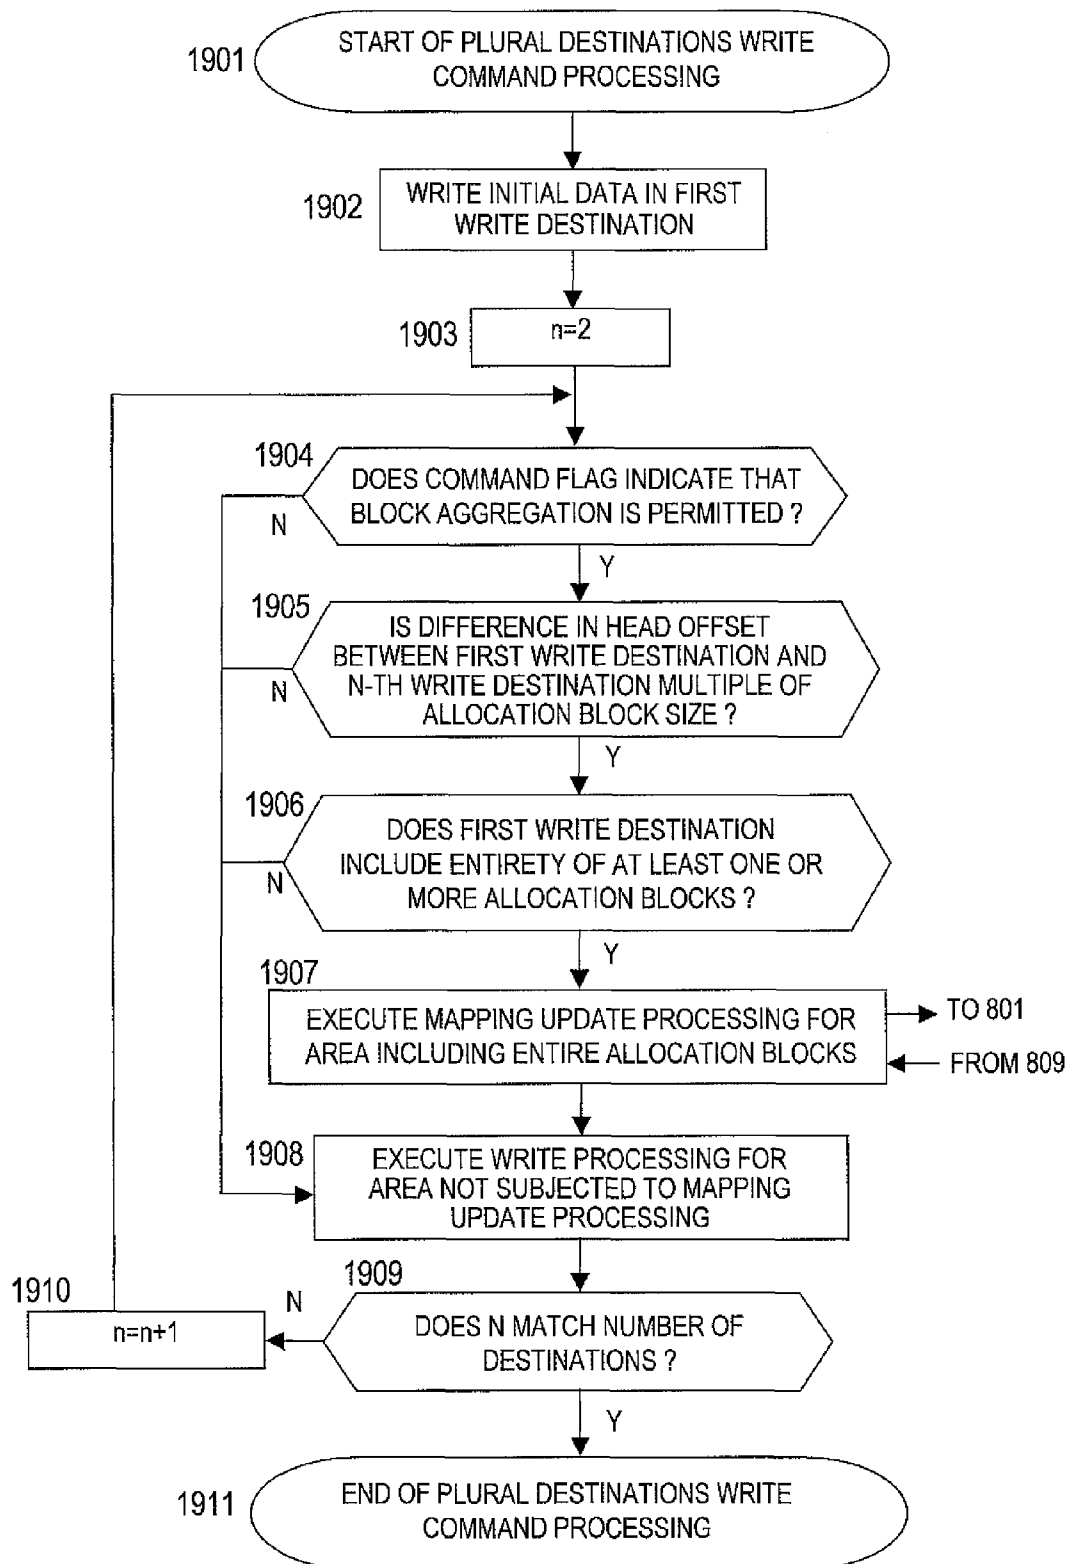 1901
START OF PLURAL DESTINATIONS WRITE
COMMAND PROCESSING
1902
WRITE INITIAL DATA IN FIRST
WRITE DESTINATION
1903
n=2
1904
DOES COMMAND FLAG INDICATE THAT
BLOCK AGGREGATION IS PERMITTED ?
N
Y
1905
IS DIFFERENCE IN HEAD OFFSET
BETWEEN FIRST WRITE DESTINATION AND
N-TH WRITE DESTINATION MULTIPLE OF
ALLOCATION BLOCK SIZE ?
N
Y
1906
DOES FIRST WRITE DESTINATION
INCLUDE ENTIRETY OF AT LEAST ONE OR
MORE ALLOCATION BLOCKS ?
N
Y
1907
EXECUTE MAPPING UPDATE PROCESSING FOR
AREA INCLUDING ENTIRE ALLOCATION BLOCKS
TO 801
FROM 809
1908
EXECUTE WRITE PROCESSING FOR
AREA NOT SUBJECTED TO MAPPING
UPDATE PROCESSING
1909
DOES N MATCH NUMBER OF
DESTINATIONS ?
N
1910
n=n+1
Y
1911
END OF PLURAL DESTINATIONS WRITE
COMMAND PROCESSING